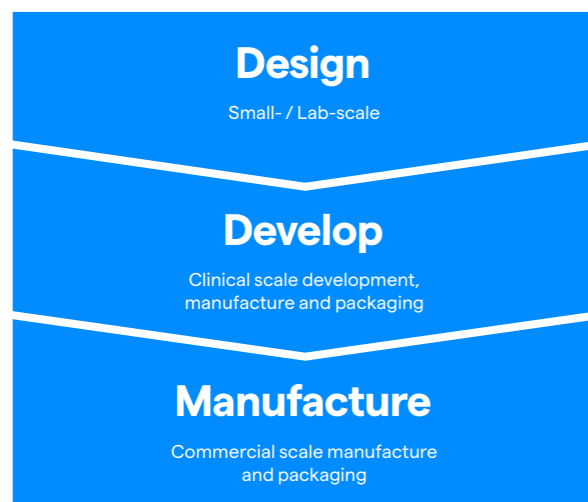 Design
Small- / Lab-scale
Develop
Clinical scale development,
manufacture and packaging
Manufacture
Commercial scale manufacture
and packaging